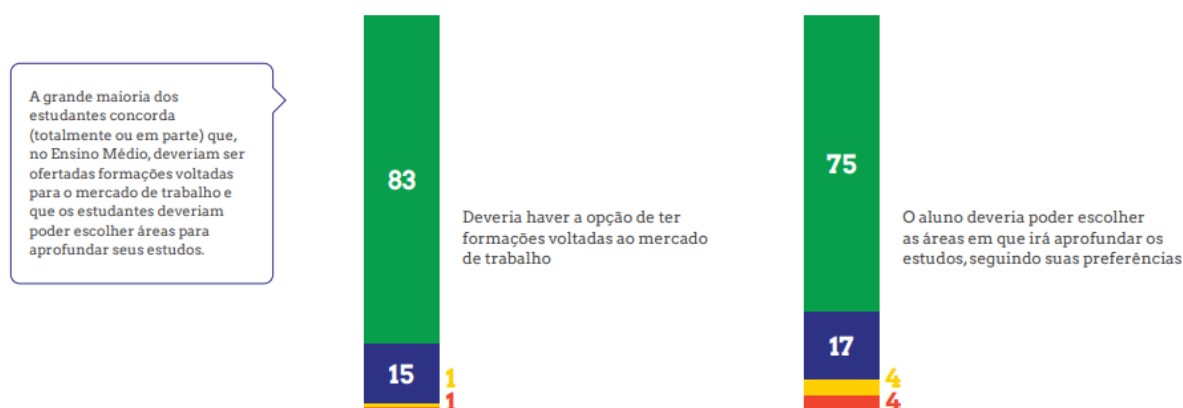 A grande maioria dos
estudantes concorda
(totalmente ou em parte) que,
no Ensino Médio, deveriam ser
ofertadas formações voltadas
para o mercado de trabalho e
que os estudantes deveriam
poder escolher áreas para
aprofundar seus estudos.
83
15
1
1
Deveria haver a opção de ter
formações voltadas ao mercado
de trabalho
75
17
4
4
O aluno deveria poder escolher
as áreas em que irá aprofundar os
estudos, seguindo suas preferências